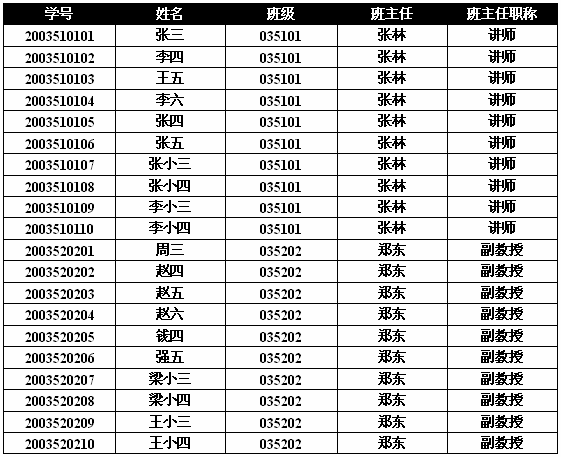 学号 姓名 班级 班主任 班主任职称
2003510101 张三 035101 张林 讲师
2003510102 李四 035101 张林 讲师
2003510103 王五 035101 张林 讲师
2003510104 李六 035101 张林 讲师
2003510105 张四 035101 张林 讲师
2003510106 张五 035101 张林 讲师
2003510107 张小三 035101 张林 讲师
2003510108 张小四 035101 张林 讲师
2003510109 李小三 035101 张林 讲师
2003510110 李小四 035101 张林 讲师
2003520201 周三 035202 郑东 副教授
2003520202 赵四 035202 郑东 副教授
2003520203 赵五 035202 郑东 副教授
2003520204 赵六 035202 郑东 副教授
2003520205 钱四 035202 郑东 副教授
2003520206 强五 035202 郑东 副教授
2003520207 梁小三 035202 郑东 副教授
2003520208 梁小四 035202 郑东 副教授
2003520209 王小三 035202 郑东 副教授
2003520210 王小四 035202 郑东 副教授